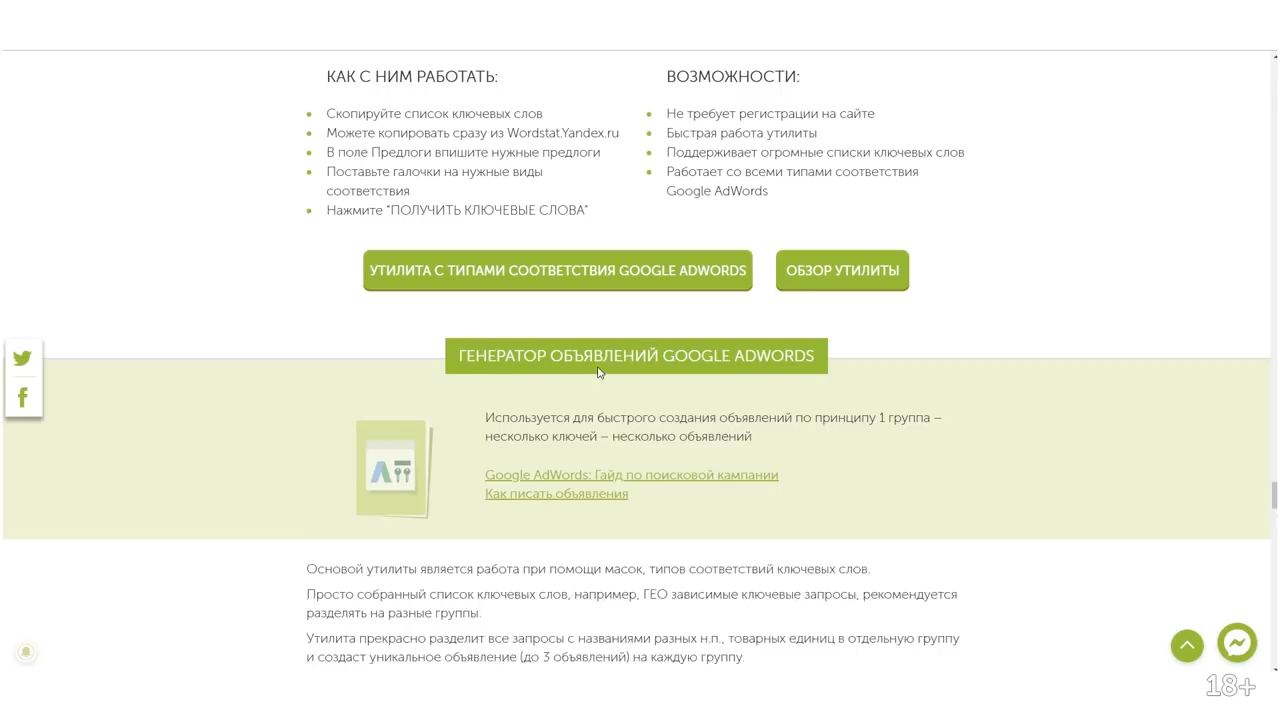 КАК С НИМ РАБОТАТЬ:
Скопируйте список ключевых слов
Можете копировать сразу из Wordstat.Yandex.ru
В поле Предлоги впишите нужные предлоги
Поставьте галочки на нужные виды
соответствия
Нажмите "ПОЛУЧИТЬ КЛЮЧЕВЫЕ СЛОВА"
ВОЗМОЖНОСТИ:
Не требует регистрации на сайте
Быстрая работа утилиты
Поддерживает огромные списки ключевых слов
Работает со всеми типами соответствия
Google AdWords
УТИЛИТА С ТИПАМИ СООТВЕТСТВИЯ GOOGLE ADWORDS
ОБЗОР УТИЛИТЫ
ГЕНЕРАТОР ОБЪЯВЛЕНИЙ GOOGLE ADWORDS
Используется для быстрого создания объявлений по принципу 1 группа –
несколько ключей – несколько объявлений
Google AdWords: Гайд по поисковой кампании
Как писать объявления
Основой утилиты является работа при помощи масок, типов соответствий ключевых слов.
Просто собранный список ключевых слов, например, ГЕО зависимые ключевые запросы, рекомендуется
разделять на разные группы.
Утилита прекрасно разделит все запросы с названиями разных н.п., товарных единиц в отдельную группу
и создаст уникальное объявление (до 3 объявлений) на каждую группу.
18+